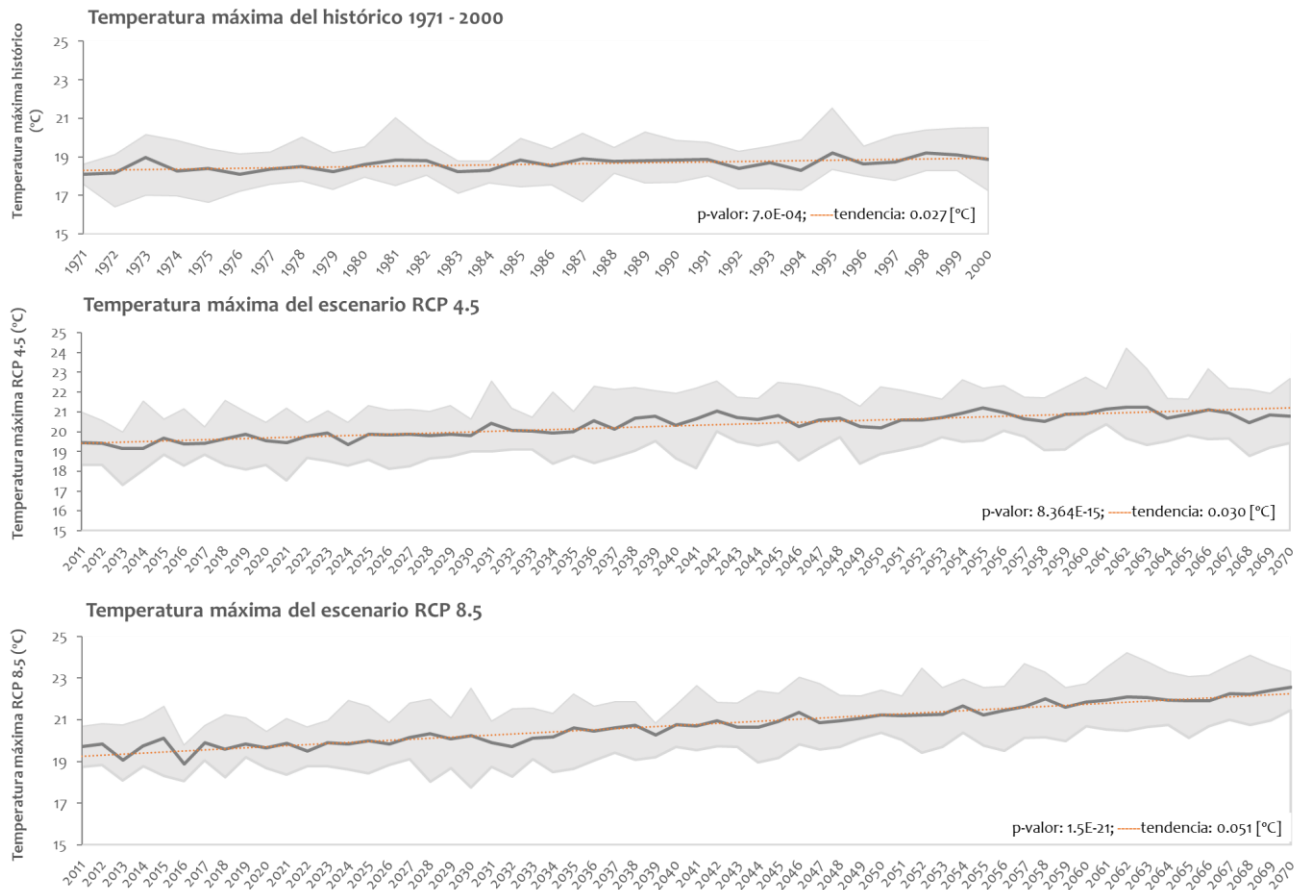 Temperatura máxima del histórico 1971 - 2000
Temperatura máxima histórico
(°C)
25
23
21
19
17
15
p-valor: 7.0E-04; tendencia: 0.027 [°C]
1971 1972 1973 1974 1975 1976 1977 1978 1979 1980 1981 1982 1983 1984 1985 1986 1987 1988 1989 1990 1991 1992 1993 1994 1995 1996 1997 1998 1999 2000
Temperatura máxima del escenario RCP 4.5
Temperatura máxima RCP 4.5 (°C)
25
24
23
22
21
20
19
18
17
16
15
p-valor: 8.364E-15; tendencia: 0.030 [°C]
2011 2012 2013 2014 2015 2016 2017 2018 2019 2020 2021 2022 2023 2024 2025 2026 2027 2028 2029 2030 2031 2032 2033 2034 2035 2036 2037 2038 2039 2040 2041 2042 2043 2044 2045 2046 2047 2048 2049 2050 2051 2052 2053 2054 2055 2056 2057 2058 2059 2060 2061 2062 2063 2064 2065 2066 2067 2068 2069 2070
Temperatura máxima del escenario RCP 8.5
Temperatura máxima RCP 8.5 (°C)
25
23
21
19
17
15
p-valor: 1.5E-21; tendencia: 0.051 [°C]
2011 2012 2013 2014 2015 2016 2017 2018 2019 2020 2021 2022 2023 2024 2025 2026 2027 2028 2029 2030 2031 2032 2033 2034 2035 2036 2037 2038 2039 2040 2041 2042 2043 2044 2045 2046 2047 2048 2049 2050 2051 2052 2053 2054 2055 2056 2057 2058 2059 2060 2061 2062 2063 2064 2065 2066 2067 2068 2069 2070